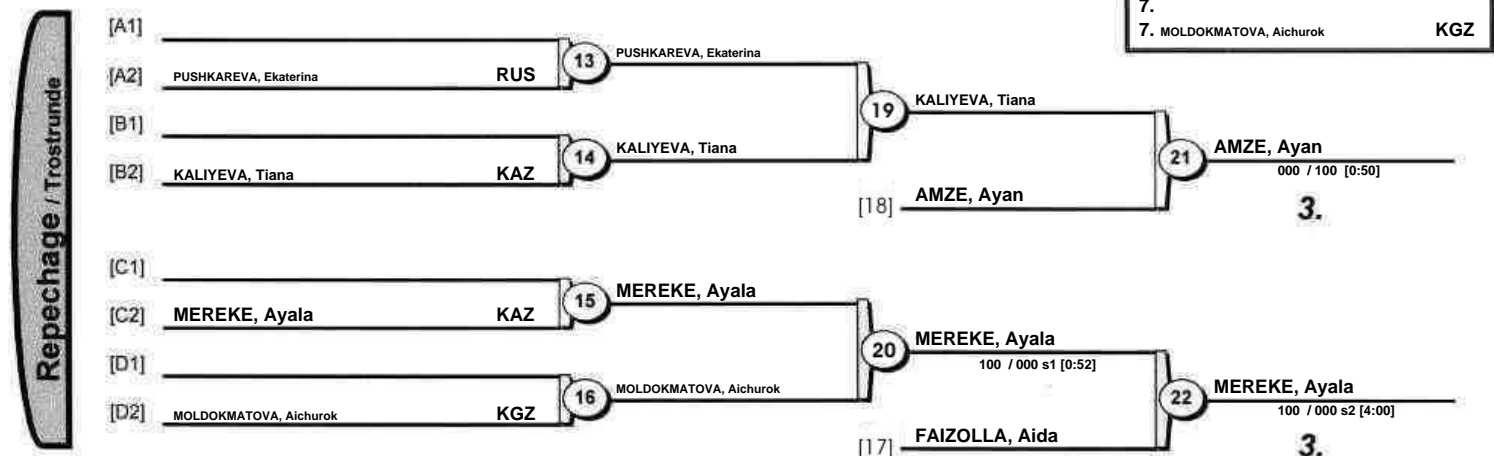 7.
7. MOLDOKMATOVA, Aichurok KGZ
Repechage / Trostrunde
[A1]
[A2] PUSHKAREVA, Ekaterina RUS
13 PUSHKAREVA, Ekaterina
[B1]
[B2] KALIYEVA, Tiana KAZ
14 KALIYEVA, Tiana
19 KALIYEVA, Tiana
[18] AMZE, Ayan
21 AMZE, Ayan
000 / 100 [0:50]
3.
[C1]
[C2] MEREKE, Ayala KAZ
15 MEREKE, Ayala
[D1]
[D2] MOLDOKMATOVA, Aichurok KGZ
16 MOLDOKMATOVA, Aichurok
20 MEREKE, Ayala
100 / 000 s1 [0:52]
[17] FAIZOLLA, Aida
22 MEREKE, Ayala
100 / 000 s2 [4:00]
3.